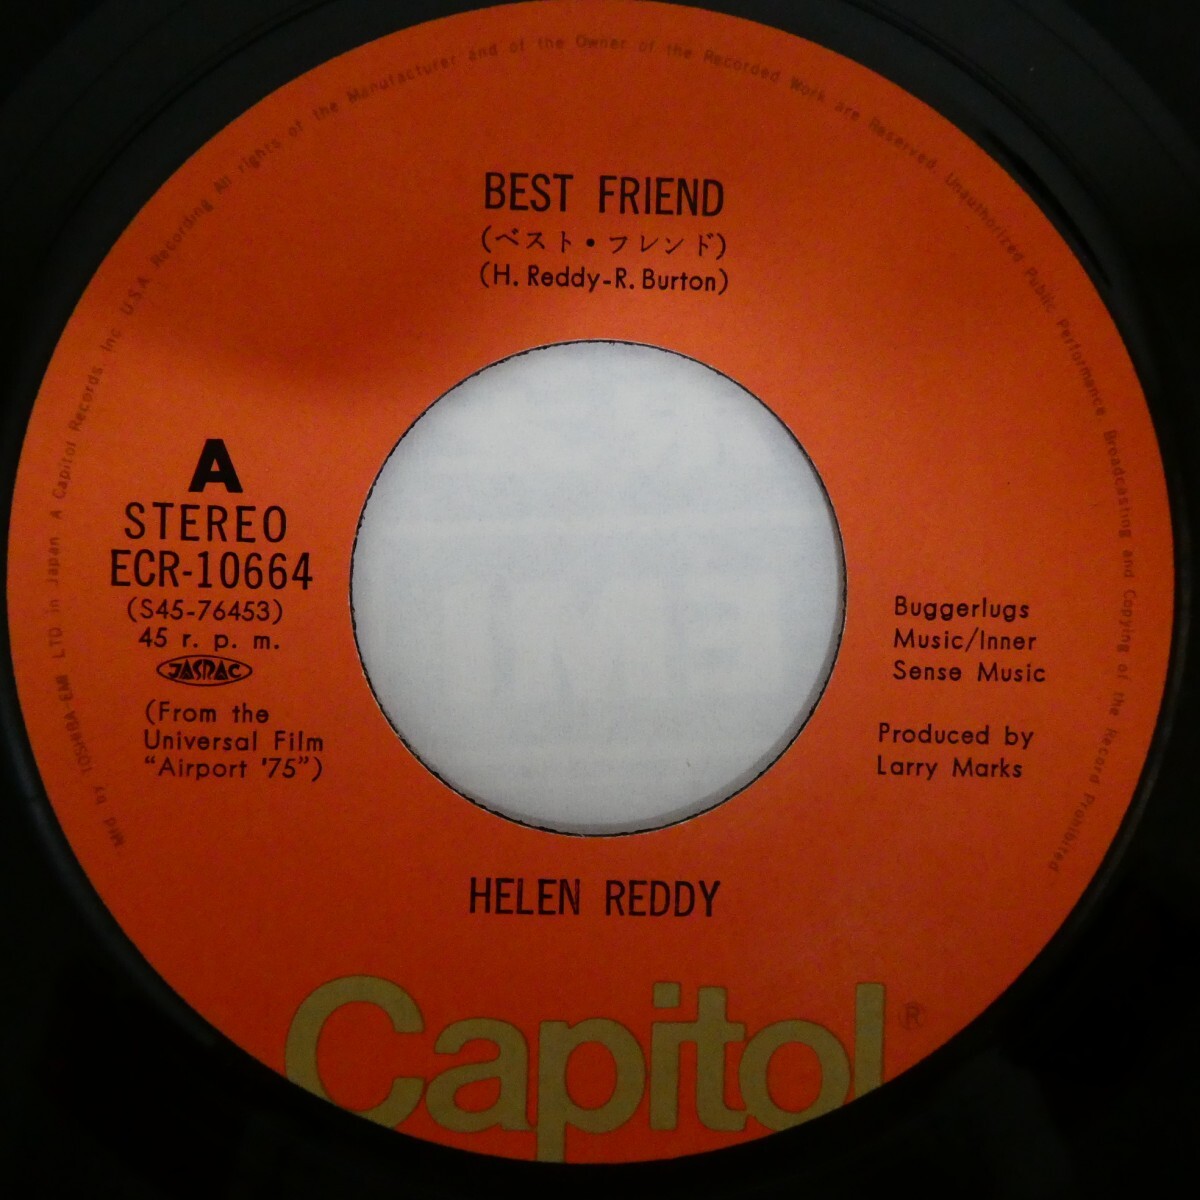 Mfd by TOSHIBA-EMI LTD in Japan A Capitol Records, Inc. U.S.A. Recording All rights of the Manufacturer and of the Owner of the Recorded Work are Reserved. Unauthorized Public Performance, Broadcasting and Copying of the Record Prohibited
BEST FRIEND
(ベスト・フレンド)
(H. Reddy-R. Burton)
A
STEREO
ECR-10664
(S45-76453)
45 r. p. m.
JASRAC
(From the
Universal Film
“Airport '75”)
Buggerlugs
Music/Inner
Sense Music
Produced by
Larry Marks
HELEN REDDY
Capitol®